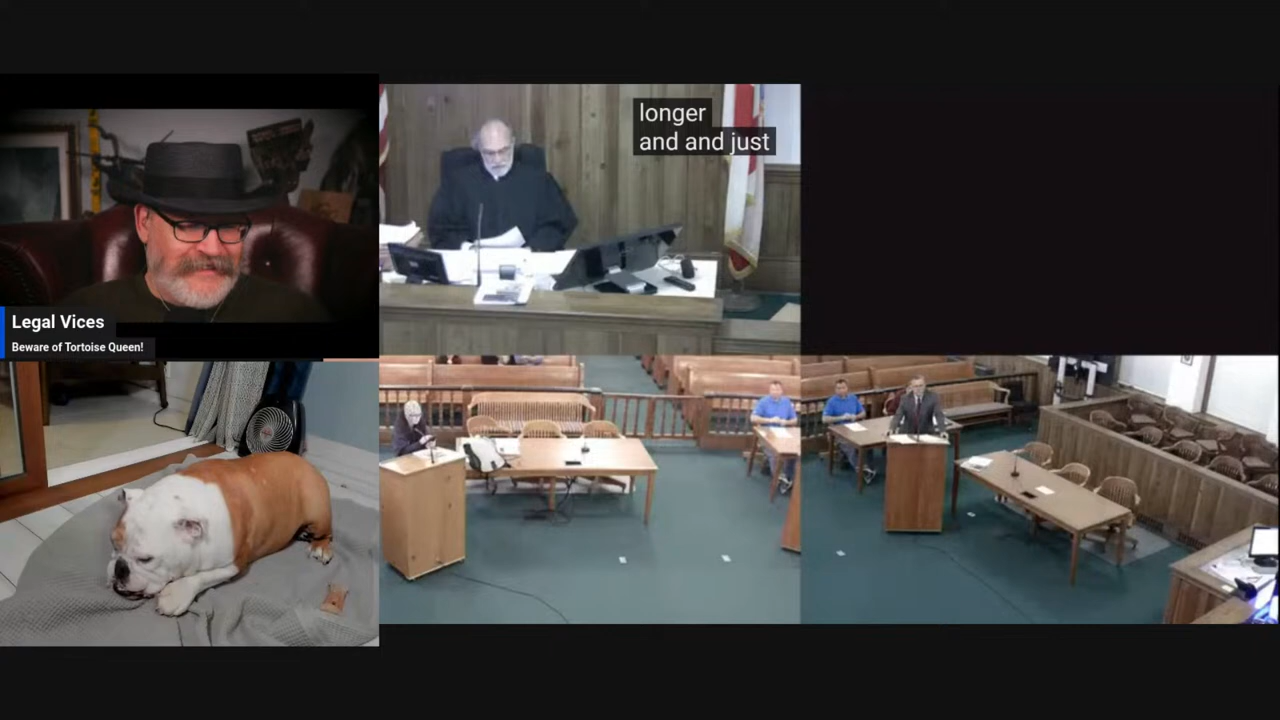 longer
and and just
Legal Vices
Beware of Tortoise Queen!